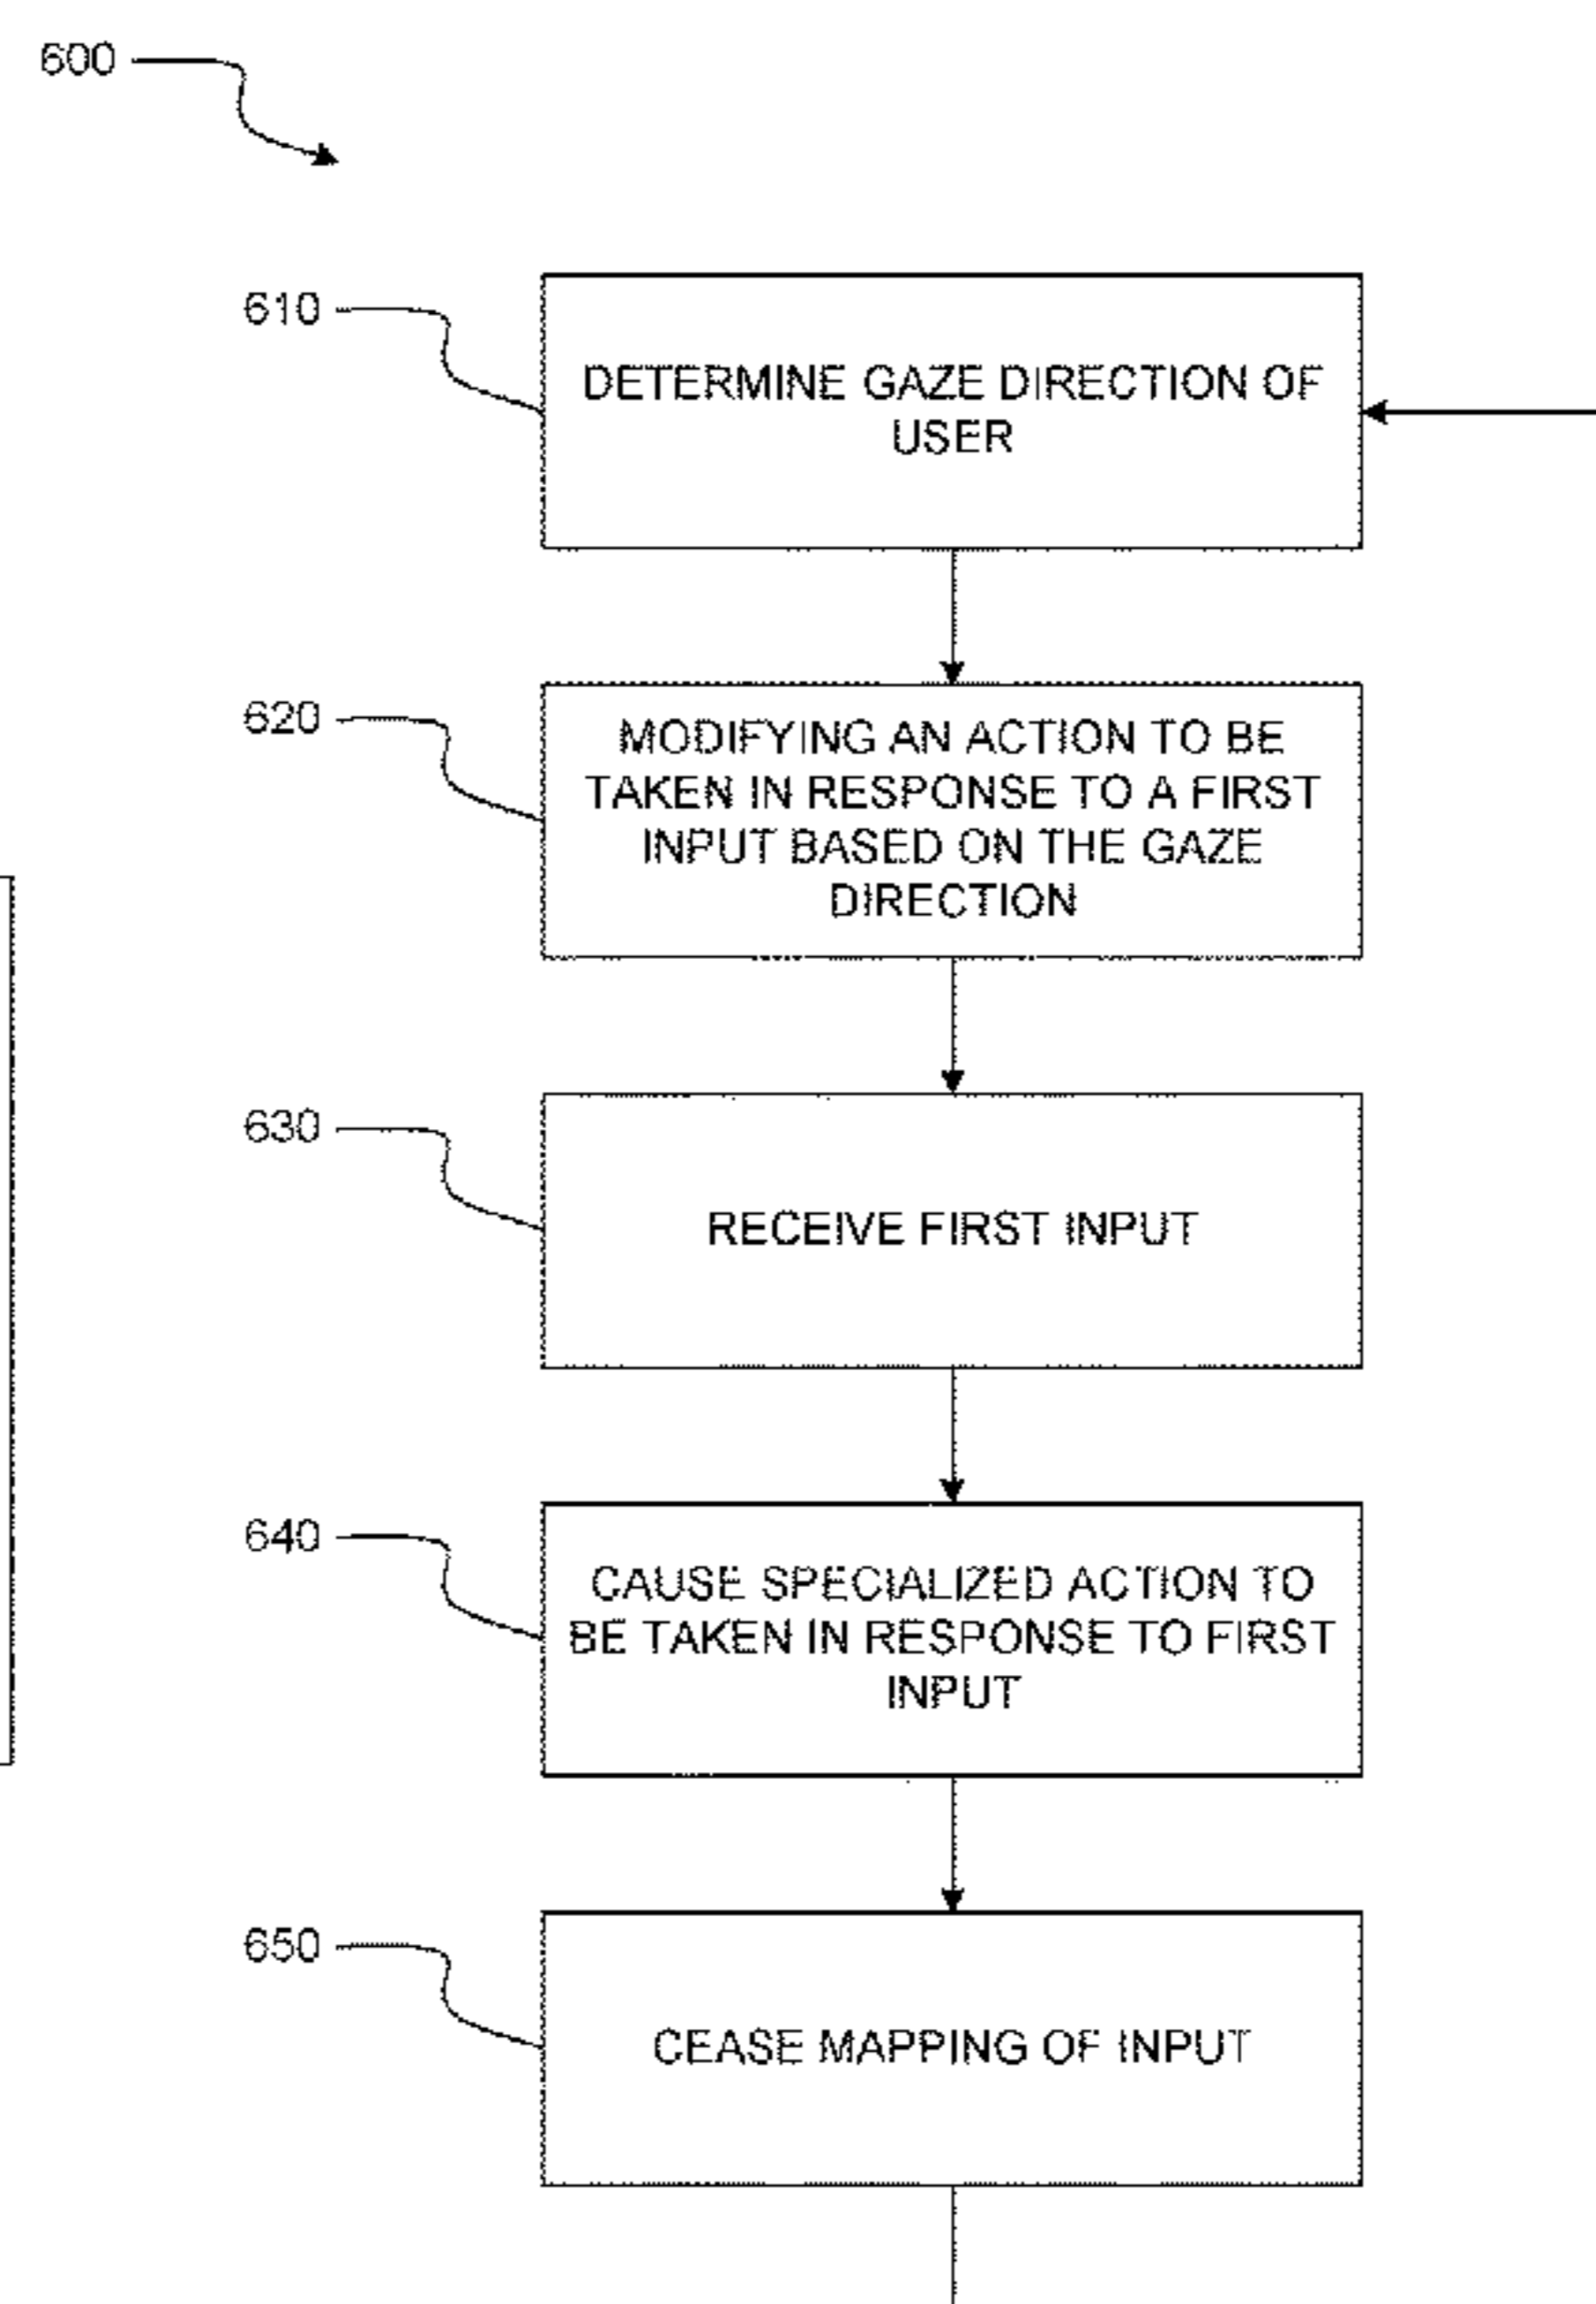 600
610
DETERMINE GAZE DIRECTION OF
USER
620
MODIFYING AN ACTION TO BE
TAKEN IN RESPONSE TO A FIRST
INPUT BASED ON THE GAZE
DIRECTION
630
RECEIVE FIRST INPUT
640
CAUSE SPECIALIZED ACTION TO
BE TAKEN IN RESPONSE TO FIRST
INPUT
650
CEASE MAPPING OF INPUT